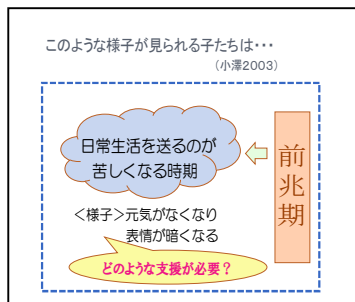 このような様子が見られる子たちは･･･
(小澤2003)
日常生活を送るのが
苦しくなる時期
前兆期
＜様子＞元気がなくなり
表情が暗くなる
どのような支援が必要？